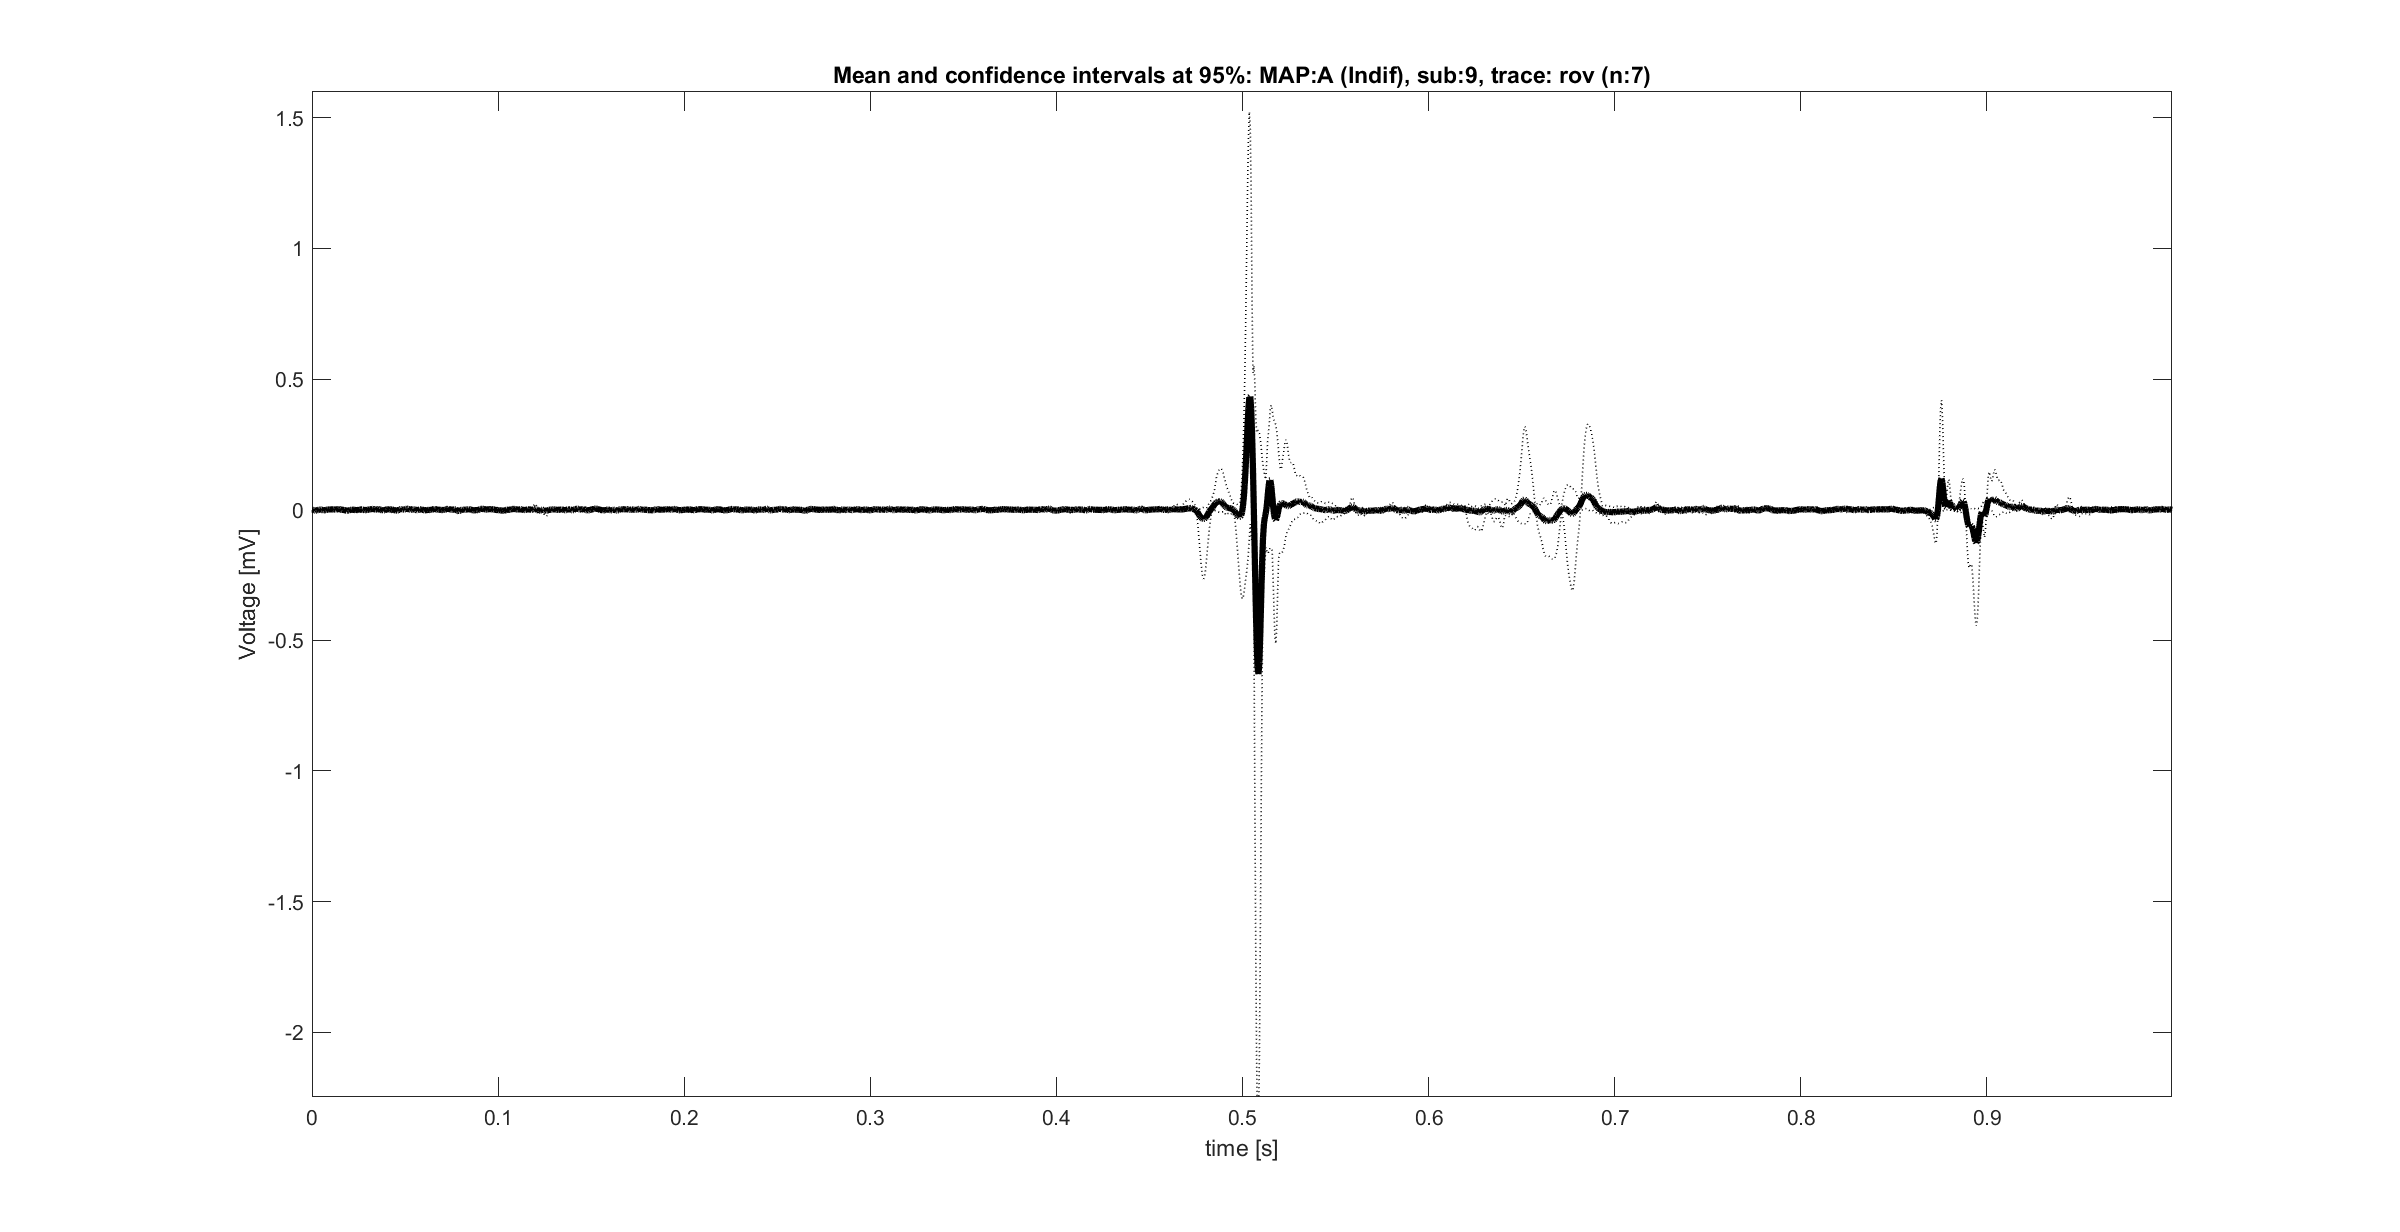 Mean and confidence intervals at 95%: MAP:A (Indif), sub:9, trace: rov (n:7)
1.5
1
0.5
0
-0.5
-1
-1.5
-2
Voltage [mV]
0 0.1 0.2 0.3 0.4 0.5 0.6 0.7 0.8 0.9
time [s]